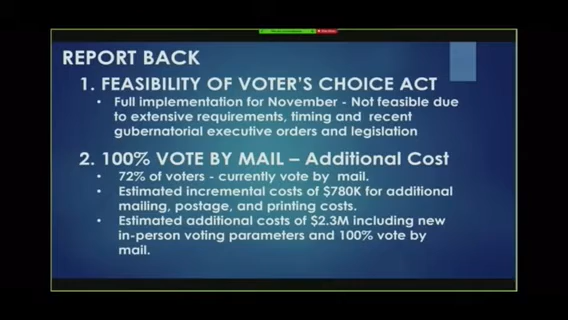 REPORT BACK
1. FEASIBILITY OF VOTER'S CHOICE ACT
• Full implementation for November - Not feasible due
to extensive requirements, timing and recent
gubernatorial executive orders and legislation
2. 100% VOTE BY MAIL – Additional Cost
• 72% of voters - currently vote by mail.
• Estimated incremental costs of $780K for additional
mailing, postage, and printing costs.
• Estimated additional costs of $2.3M including new
in-person voting parameters and 100% vote by
mail.